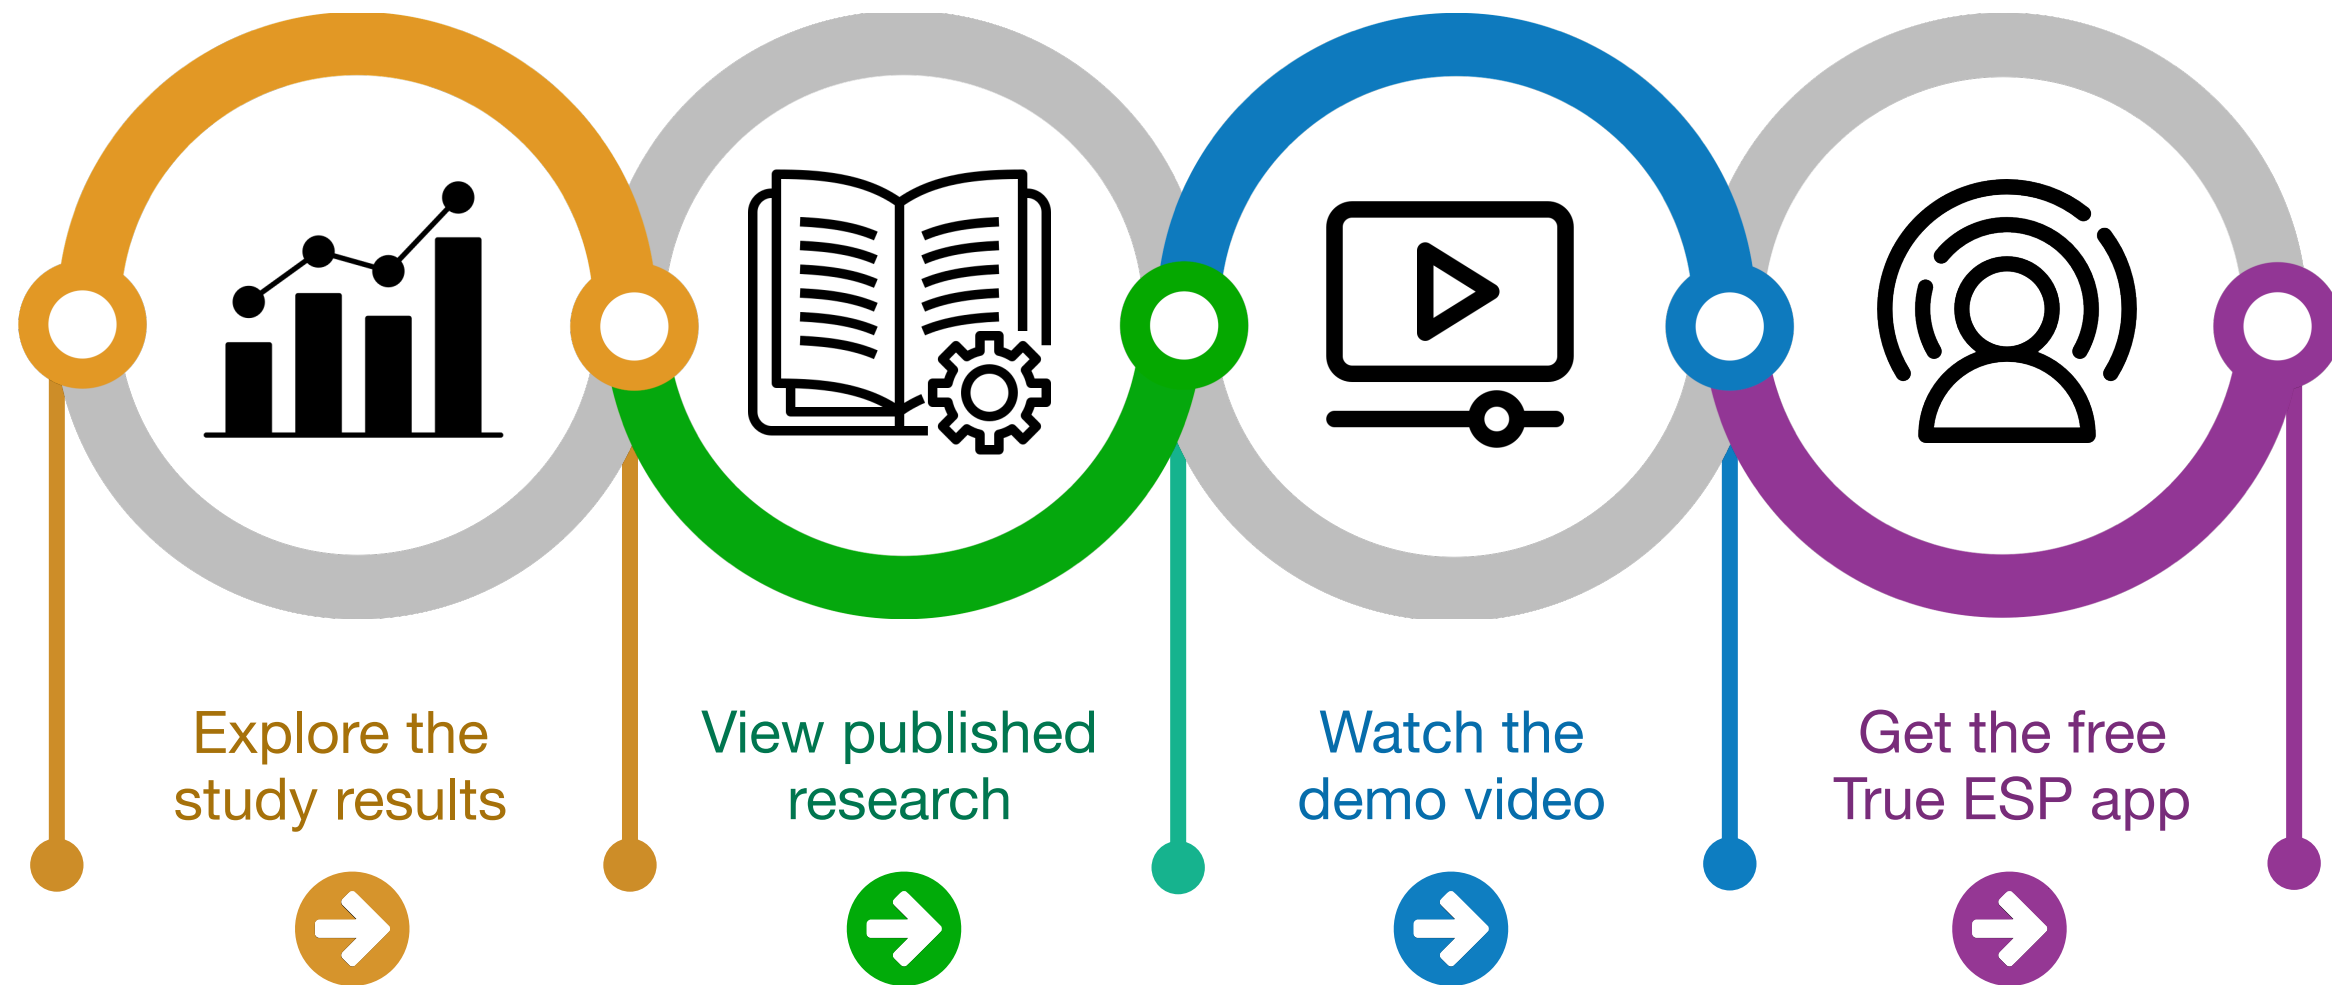 Explore the
study results
View published
research
Watch the
demo video
Get the free
True ESP app